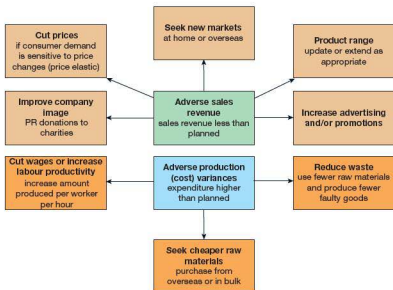 Cut prices
if consumer demand
is sensitive to price
changes (price elastic)
Seek new markets
at home or overseas
Product range
update or extend as
appropriate
Improve company
image
PR donations to
charities
Adverse sales
revenue
sales revenue less than
planned
Increase advertising
and/or promotions
Cut wages or increase
labour productivity
increase amount
produced per worker
per hour
Adverse production
(cost) variances
expenditure higher
than planned
Reduce waste
use fewer raw materials
and produce fewer
faulty goods
Seek cheaper raw
materials
purchase from
overseas or in bulk